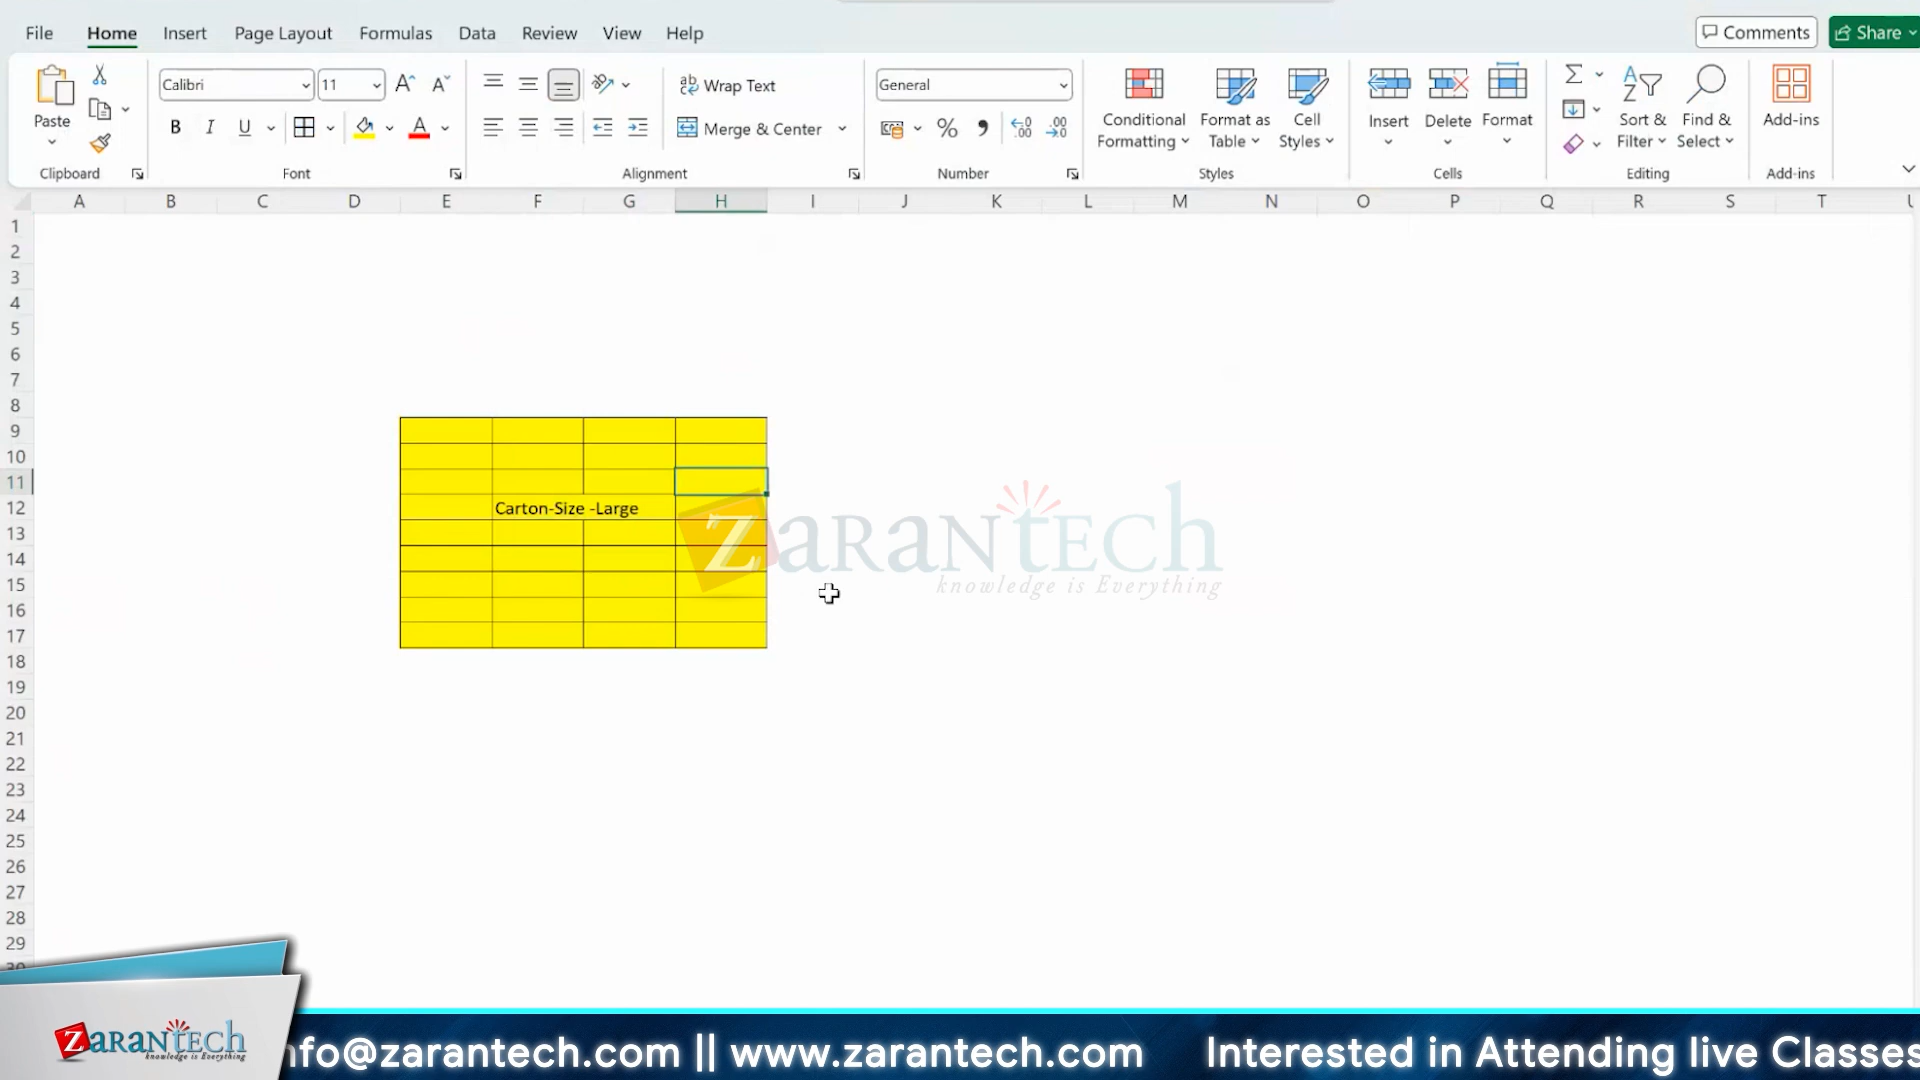 File Home Insert Page Layout Formulas Data Review View Help Comments Share
Calibri 11 Wrap Text General
Paste B I U Merge & Center Conditional Formatting Format as Table Cell Styles Insert Delete Format Sort & Filter Find & Select Add-ins
Clipboard Font Alignment Number Styles Cells Editing Add-ins
A B C D E F G H I J K L M N O P Q R S T U
1
2
3
4
5
6
7
8
9
10
11
12 Carton-Size -Large
ZaranTech
knowledge is Everything
13
14
15
16
17
18
19
20
21
22
23
24
25
26
27
28
29
30
ZaranTech
knowledge is Everything
nfo@zarantech.com || www.zarantech.com Interested in Attending live Classes